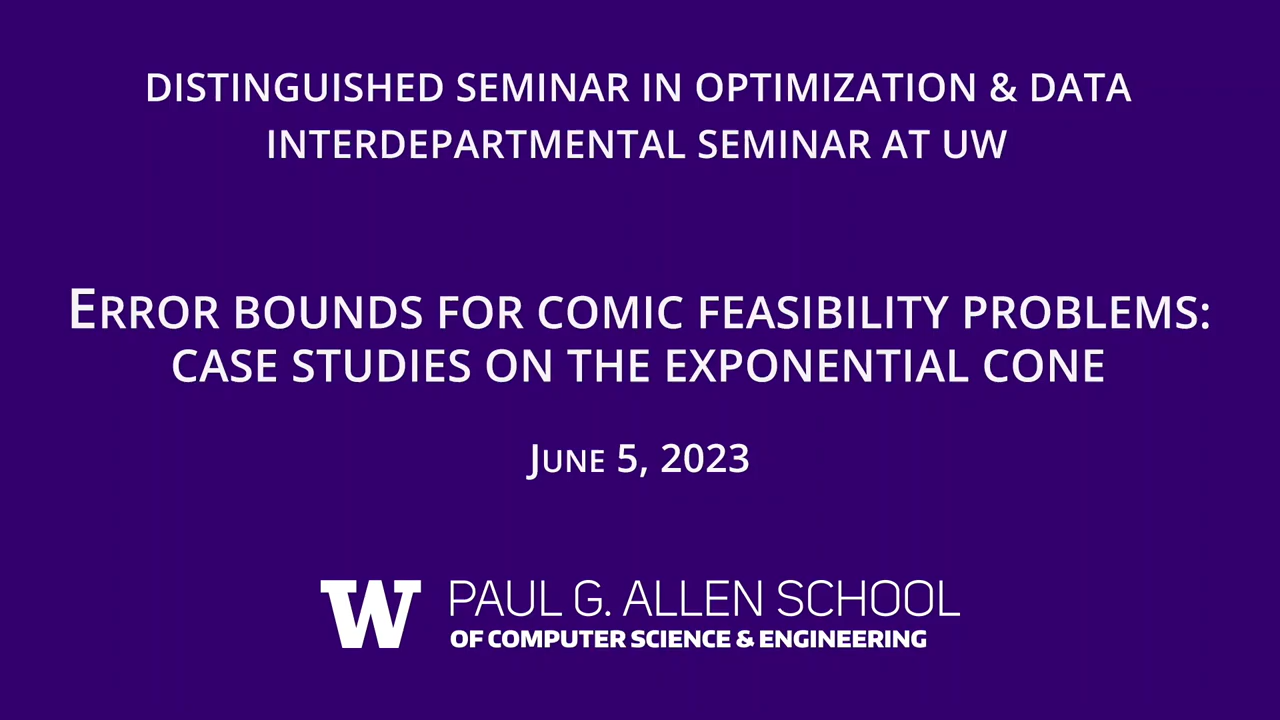 DISTINGUISHED SEMINAR IN OPTIMIZATION & DATA
INTERDEPARTMENTAL SEMINAR AT UW
ERROR BOUNDS FOR COMIC FEASIBILITY PROBLEMS:
CASE STUDIES ON THE EXPONENTIAL CONE
JUNE 5, 2023
W PAUL G. ALLEN SCHOOL
OF COMPUTER SCIENCE & ENGINEERING